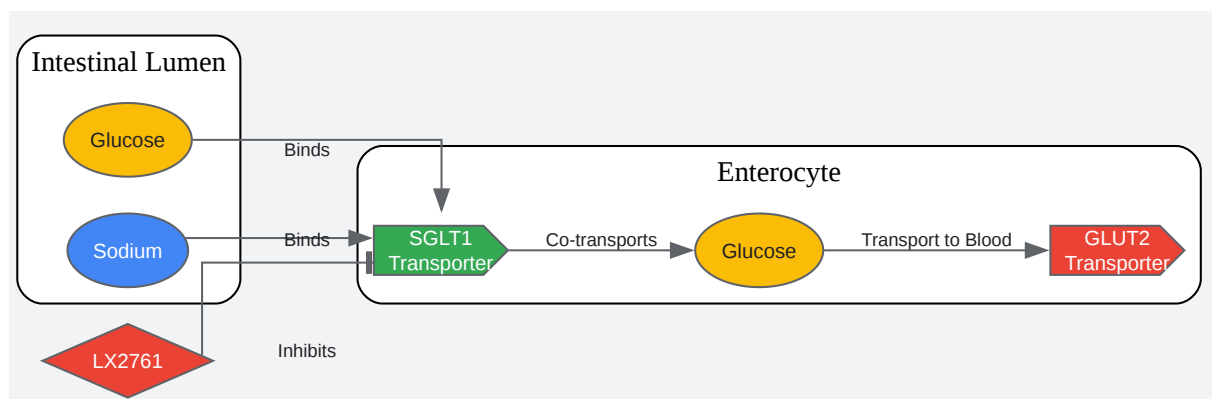 Intestinal Lumen
Glucose
Binds
Enterocyte
Sodium
Binds
SGLT1
Transporter
Co-transports
Glucose
Transport to Blood
GLUT2
Transporter
LX2761
Inhibits